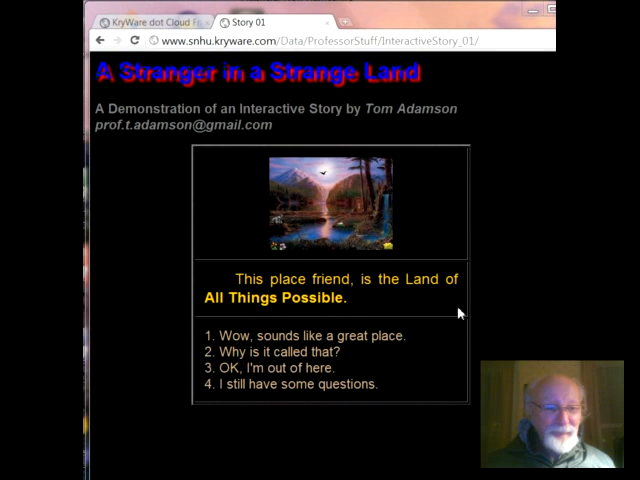 KryWare dot Cloud
Story 01
www.snhu.kryware.com/Data/ProfessorStuff/InteractiveStory_01/
A Stranger in a Strange Land
A Demonstration of an Interactive Story by Tom Adamson
prof.t.adamson@gmail.com
This place friend, is the Land of
All Things Possible.
1. Wow, sounds like a great place.
2. Why is it called that?
3. OK, I'm out of here.
4. I still have some questions.